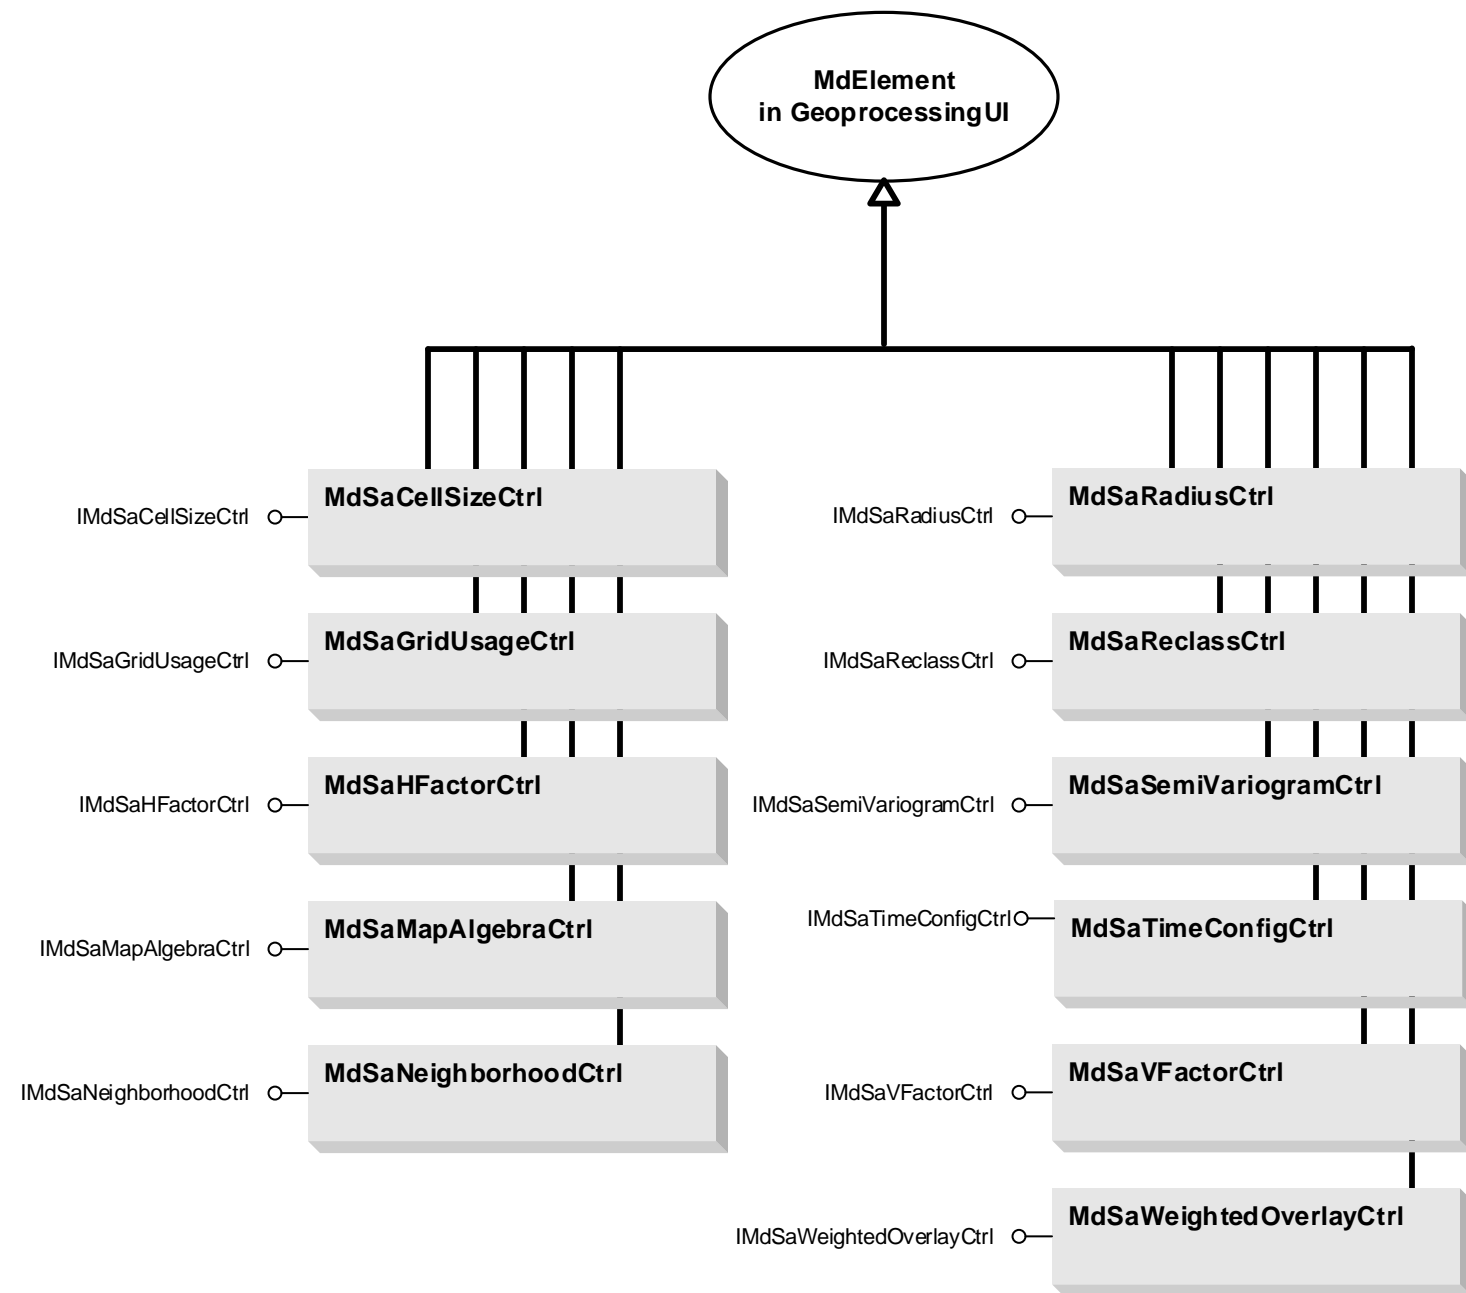 MdElement
in GeoprocessingUI
MdSaCellSizeCtrl
IMdSaCellSizeCtrl
MdSaGridUsageCtrl
IMdSaGridUsageCtrl
MdSaHFactorCtrl
IMdSaHFactorCtrl
MdSaMapAlgebraCtrl
IMdSaMapAlgebraCtrl
MdSaNeighborhoodCtrl
IMdSaNeighborhoodCtrl
MdSaRadiusCtrl
IMdSaRadiusCtrl
MdSaReclassCtrl
IMdSaReclassCtrl
MdSaSemiVariogramCtrl
IMdSaSemiVariogramCtrl
MdSaTimeConfigCtrl
IMdSaTimeConfigCtrl
MdSaVFactorCtrl
IMdSaVFactorCtrl
MdSaWeightedOverlayCtrl
IMdSaWeightedOverlayCtrl